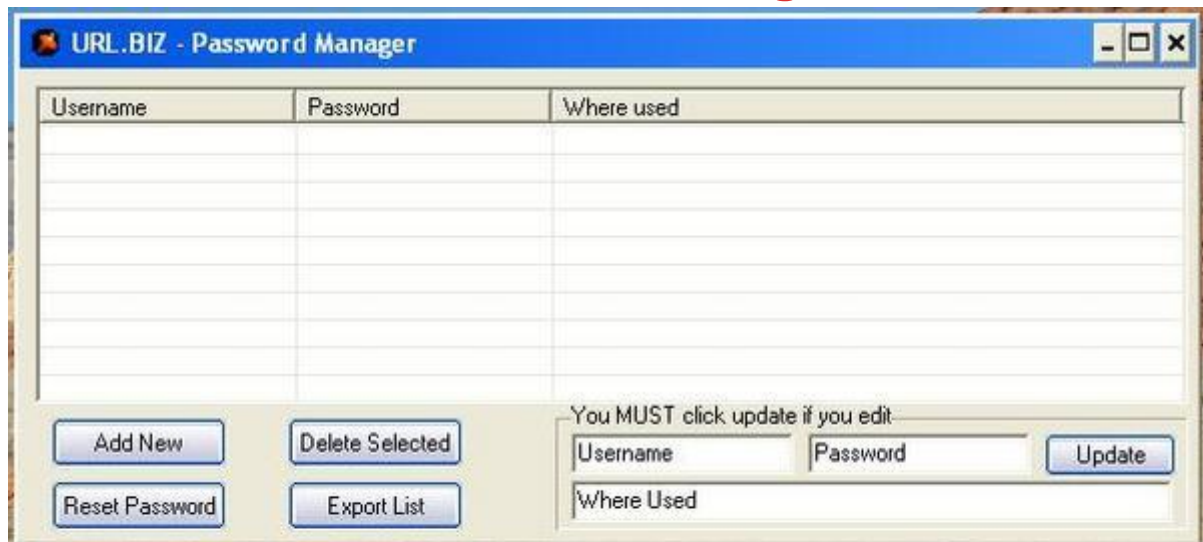 URL.BIZ - Password Manager
Username Password Where used
You MUST click update if you edit
Add New Delete Selected Username Password Update
Reset Password Export List Where Used